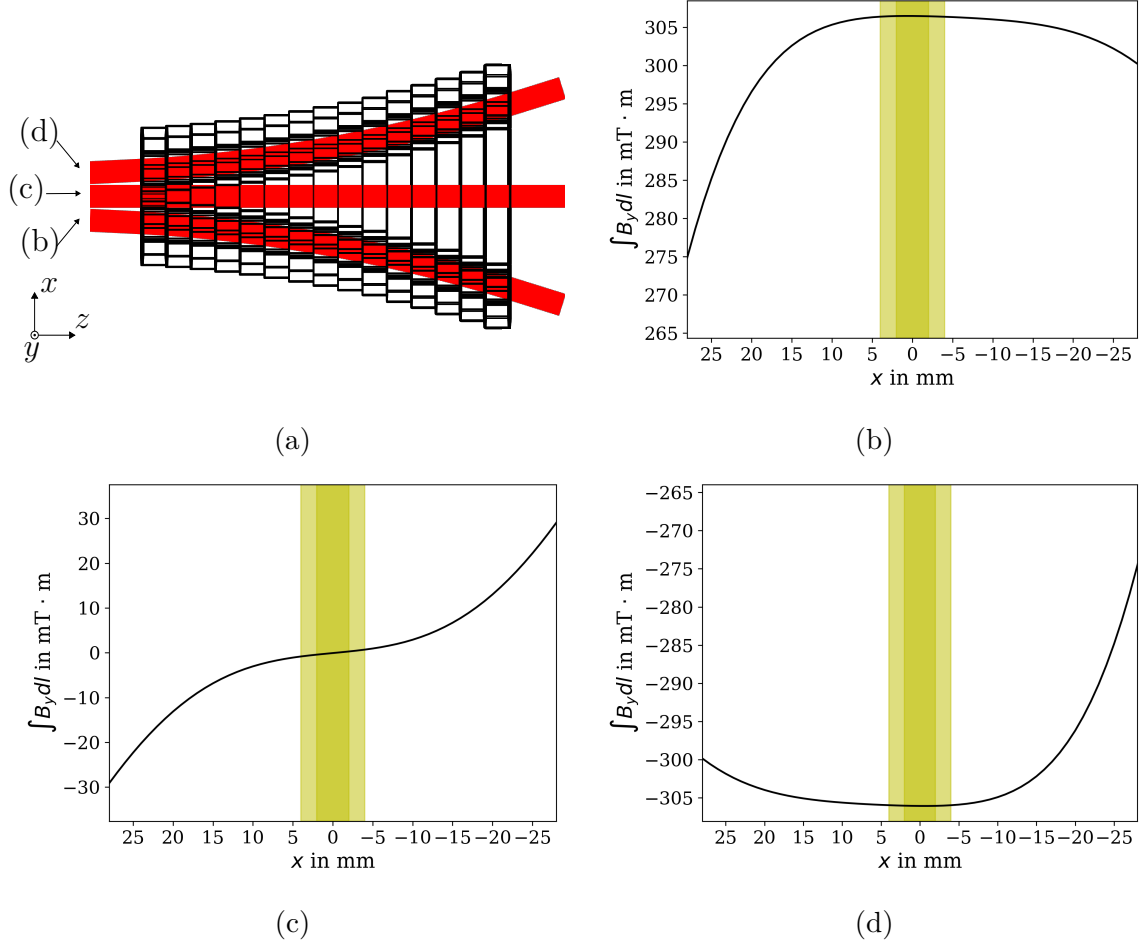 (d)
(c)
(b)
x
z
y
(a)
305
300
295
290
285
280
275
270
265
∫B_y dl in mT · m
25 20 15 10 5 0 −5 −10 −15 −20 −25
x in mm
(b)
30
20
10
0
−10
−20
−30
∫B_y dl in mT · m
25 20 15 10 5 0 −5 −10 −15 −20 −25
x in mm
(c)
−265
−270
−275
−280
−285
−290
−295
−300
−305
∫B_y dl in mT · m
25 20 15 10 5 0 −5 −10 −15 −20 −25
x in mm
(d)